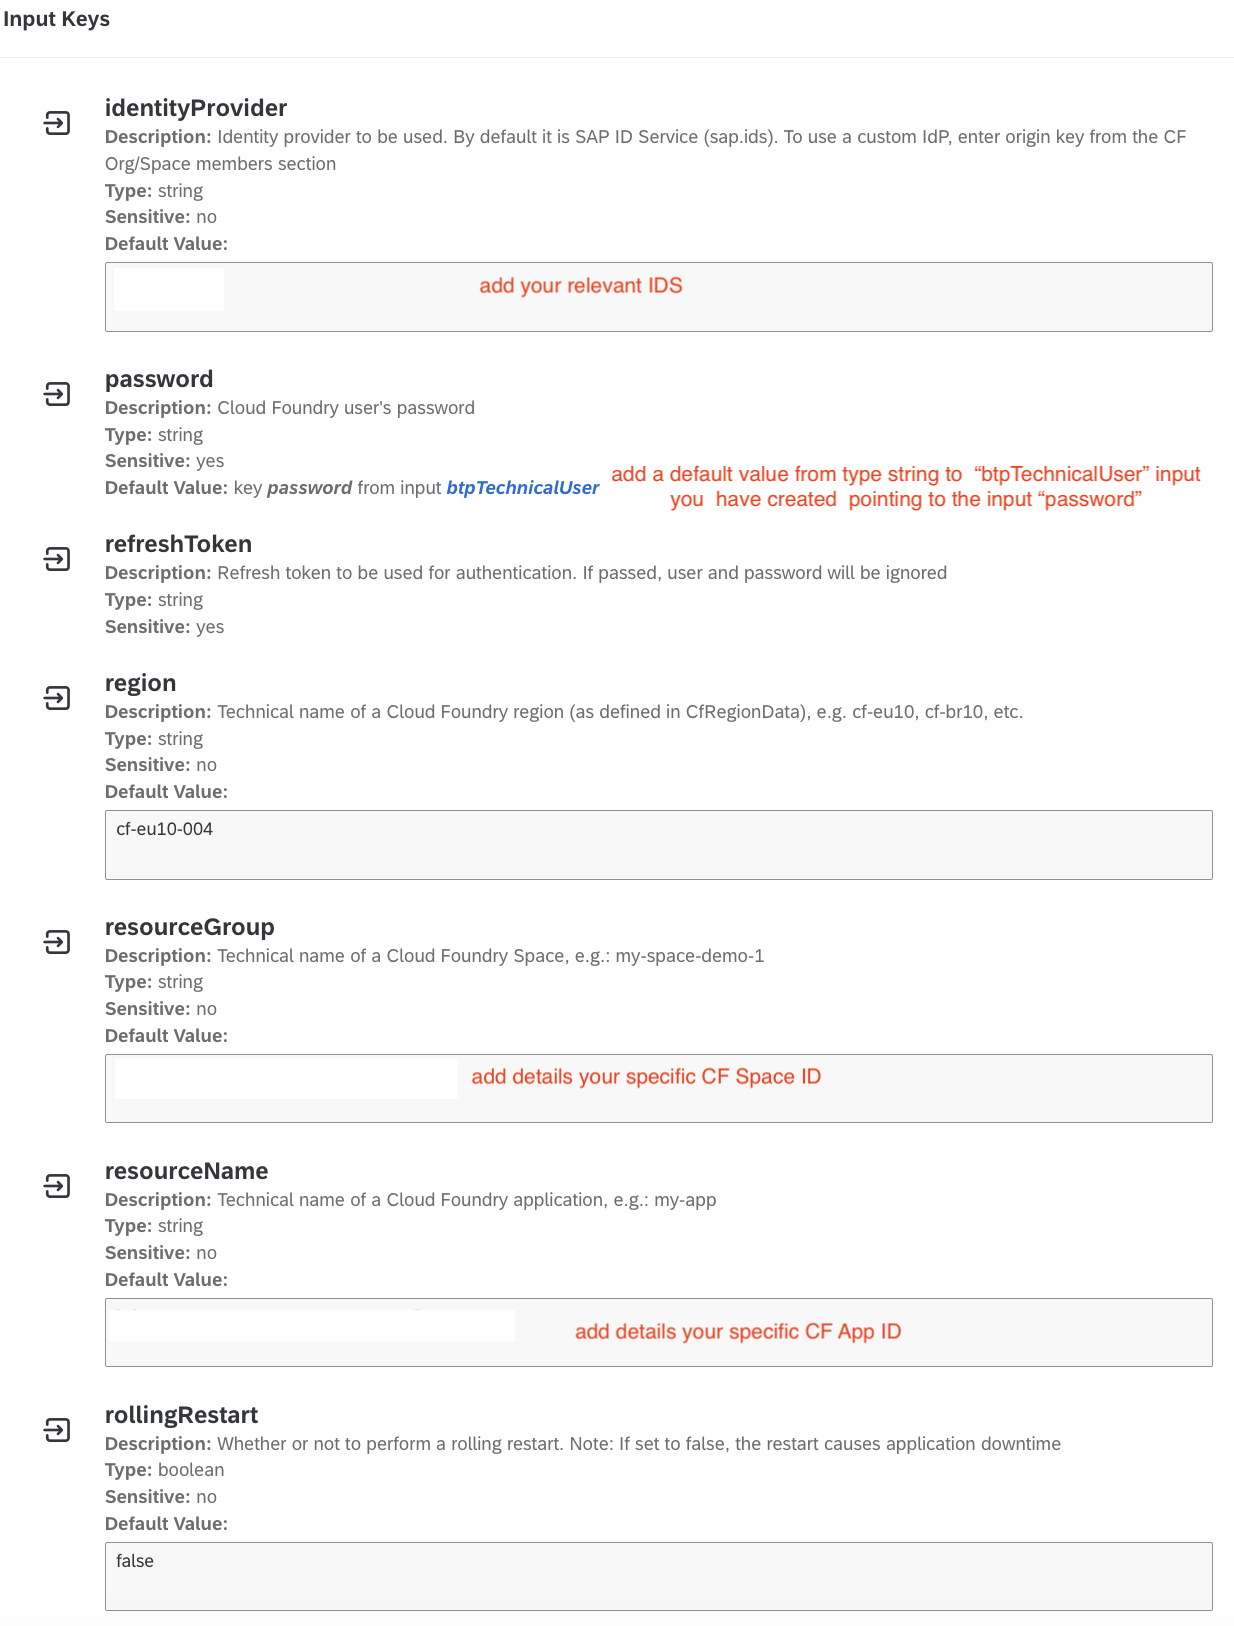 Input Keys
identityProvider
Description: Identity provider to be used. By default it is SAP ID Service (sap.ids). To use a custom IdP, enter origin key from the CF
Org/Space members section
Type: string
Sensitive: no
Default Value:
add your relevant IDS
password
Description: Cloud Foundry user's password
Type: string
Sensitive: yes
Default Value: key password from input btpTechnicalUser
add a default value from type string to “btpTechnicalUser” input
you have created pointing to the input “password”
refreshToken
Description: Refresh token to be used for authentication. If passed, user and password will be ignored
Type: string
Sensitive: yes
region
Description: Technical name of a Cloud Foundry region (as defined in CfRegionData), e.g. cf-eu10, cf-br10, etc.
Type: string
Sensitive: no
Default Value:
cf-eu10-004
resourceGroup
Description: Technical name of a Cloud Foundry Space, e.g.: my-space-demo-1
Type: string
Sensitive: no
Default Value:
add details your specific CF Space ID
resourceName
Description: Technical name of a Cloud Foundry application, e.g.: my-app
Type: string
Sensitive: no
Default Value:
add details your specific CF App ID
rollingRestart
Description: Whether or not to perform a rolling restart. Note: If set to false, the restart causes application downtime
Type: boolean
Sensitive: no
Default Value:
false